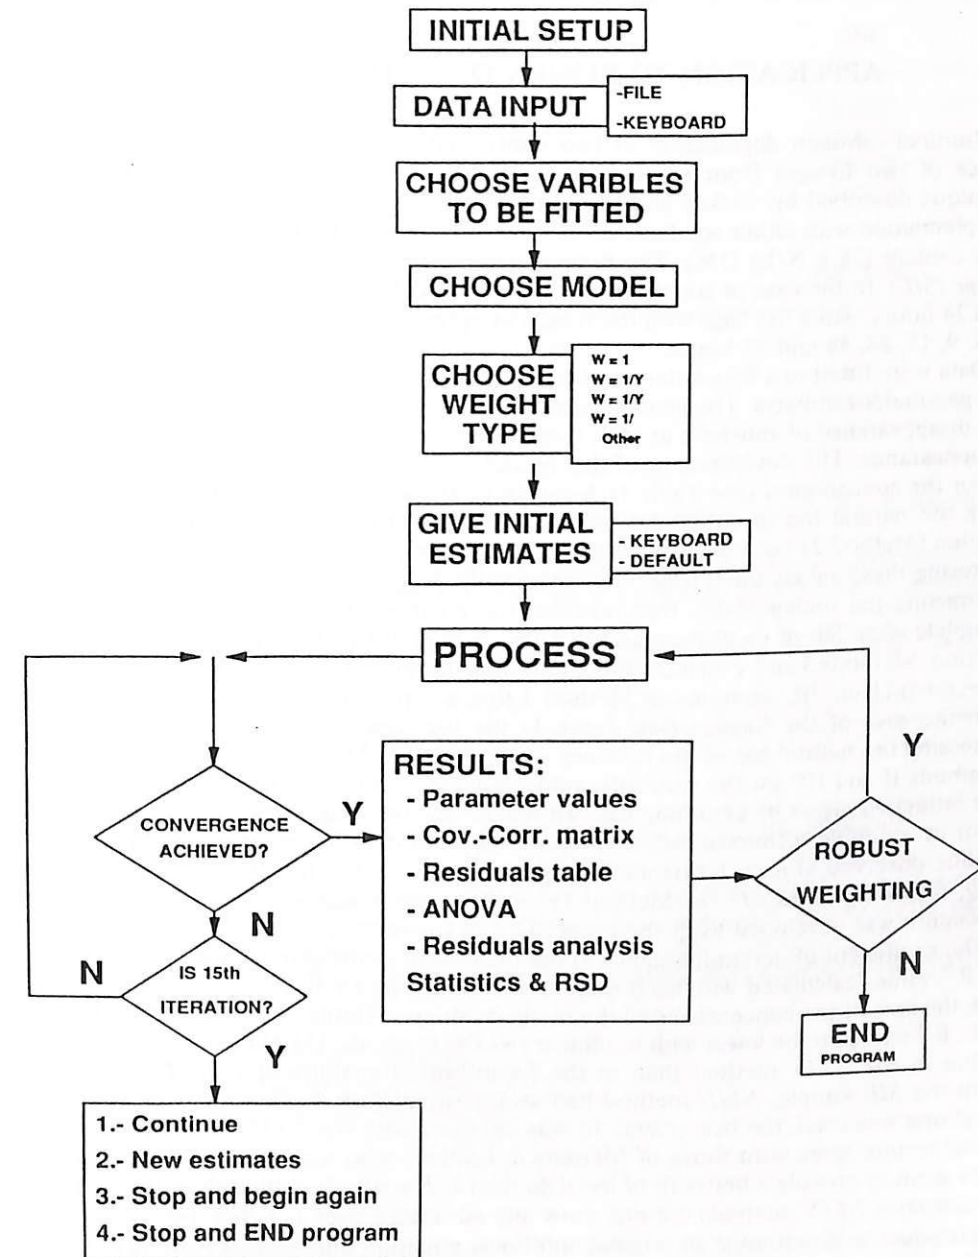 INITIAL SETUP
DATA INPUT
-FILE
-KEYBOARD
CHOOSE VARIBLES
TO BE FITTED
CHOOSE MODEL
CHOOSE
WEIGHT
TYPE
W = 1
W = 1/Y
W = 1/Y
W = 1/
Other
GIVE INITIAL
ESTIMATES
- KEYBOARD
- DEFAULT
PROCESS
CONVERGENCE
ACHIEVED?
Y
N
IS 15th
ITERATION?
N
Y
RESULTS:
- Parameter values
- Cov.-Corr. matrix
- Residuals table
- ANOVA
- Residuals analysis
Statistics & RSD
Y
ROBUST
WEIGHTING
N
END
PROGRAM
1.- Continue
2.- New estimates
3.- Stop and begin again
4.- Stop and END program